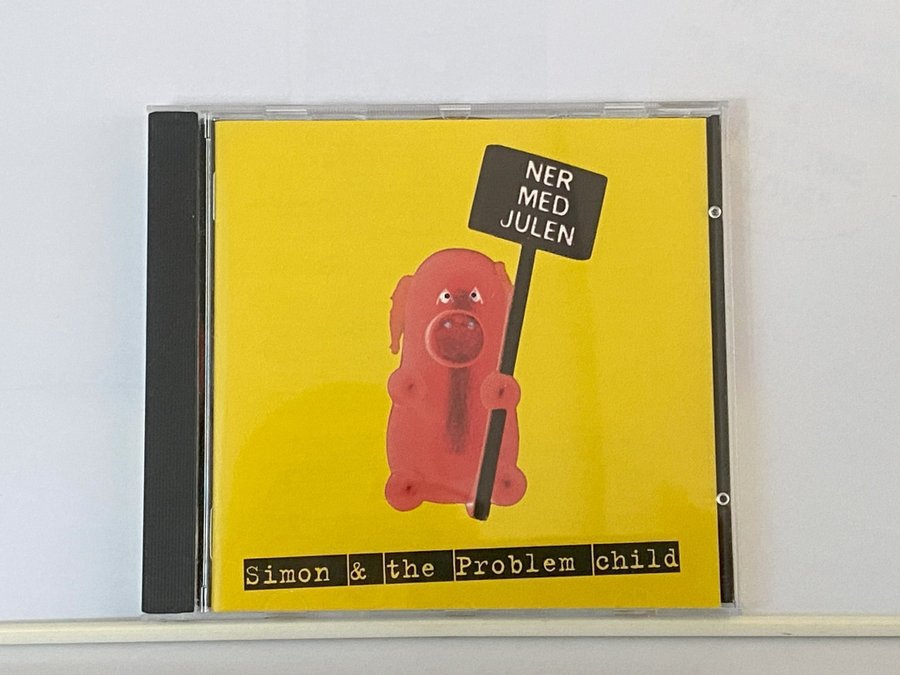 NER
MED
JULEN
Simon & the Problem child